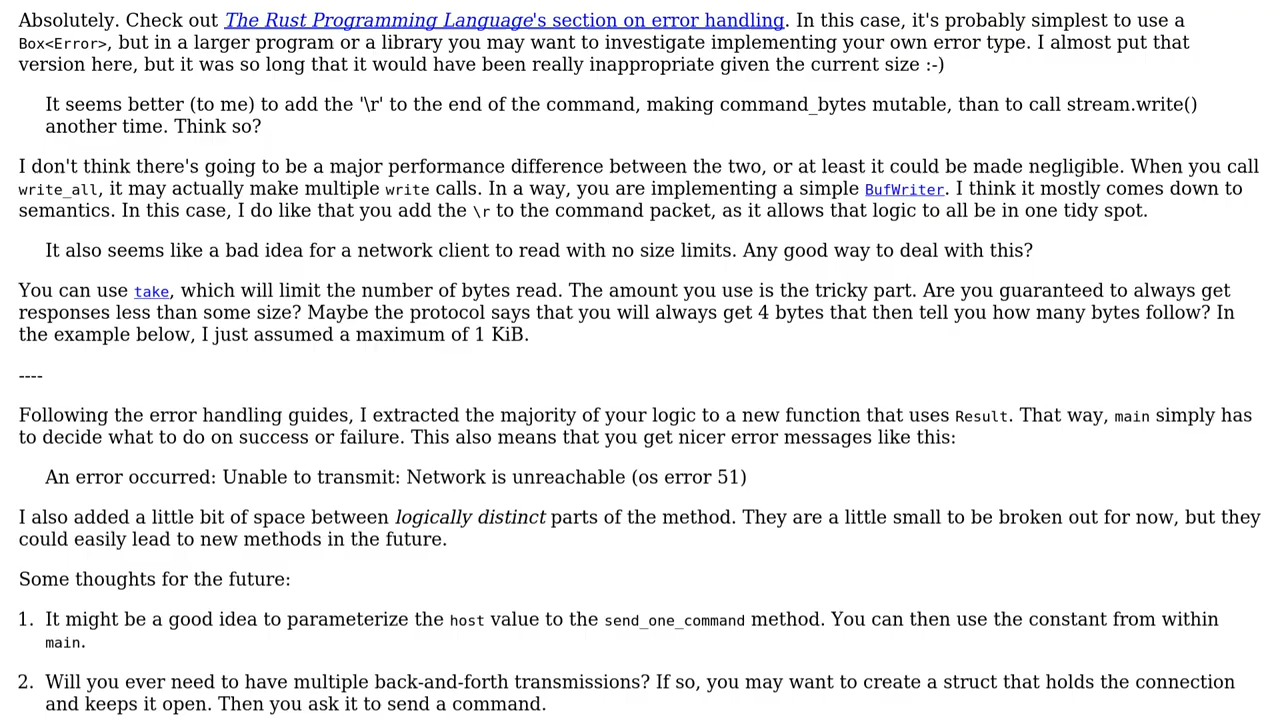 Absolutely. Check out The Rust Programming Language's section on error handling. In this case, it's probably simplest to use a
Box<Error>, but in a larger program or a library you may want to investigate implementing your own error type. I almost put that
version here, but it was so long that it would have been really inappropriate given the current size :-)
It seems better (to me) to add the '\r' to the end of the command, making command_bytes mutable, than to call stream.write()
another time. Think so?
I don't think there's going to be a major performance difference between the two, or at least it could be made negligible. When you call
write_all, it may actually make multiple write calls. In a way, you are implementing a simple BufWriter. I think it mostly comes down to
semantics. In this case, I do like that you add the \r to the command packet, as it allows that logic to all be in one tidy spot.
It also seems like a bad idea for a network client to read with no size limits. Any good way to deal with this?
You can use take, which will limit the number of bytes read. The amount you use is the tricky part. Are you guaranteed to always get
responses less than some size? Maybe the protocol says that you will always get 4 bytes that then tell you how many bytes follow? In
the example below, I just assumed a maximum of 1 KiB.
----
Following the error handling guides, I extracted the majority of your logic to a new function that uses Result. That way, main simply has
to decide what to do on success or failure. This also means that you get nicer error messages like this:
An error occurred: Unable to transmit: Network is unreachable (os error 51)
I also added a little bit of space between logically distinct parts of the method. They are a little small to be broken out for now, but they
could easily lead to new methods in the future.
Some thoughts for the future:
1. It might be a good idea to parameterize the host value to the send_one_command method. You can then use the constant from within
main.
2. Will you ever need to have multiple back-and-forth transmissions? If so, you may want to create a struct that holds the connection
and keeps it open. Then you ask it to send a command.